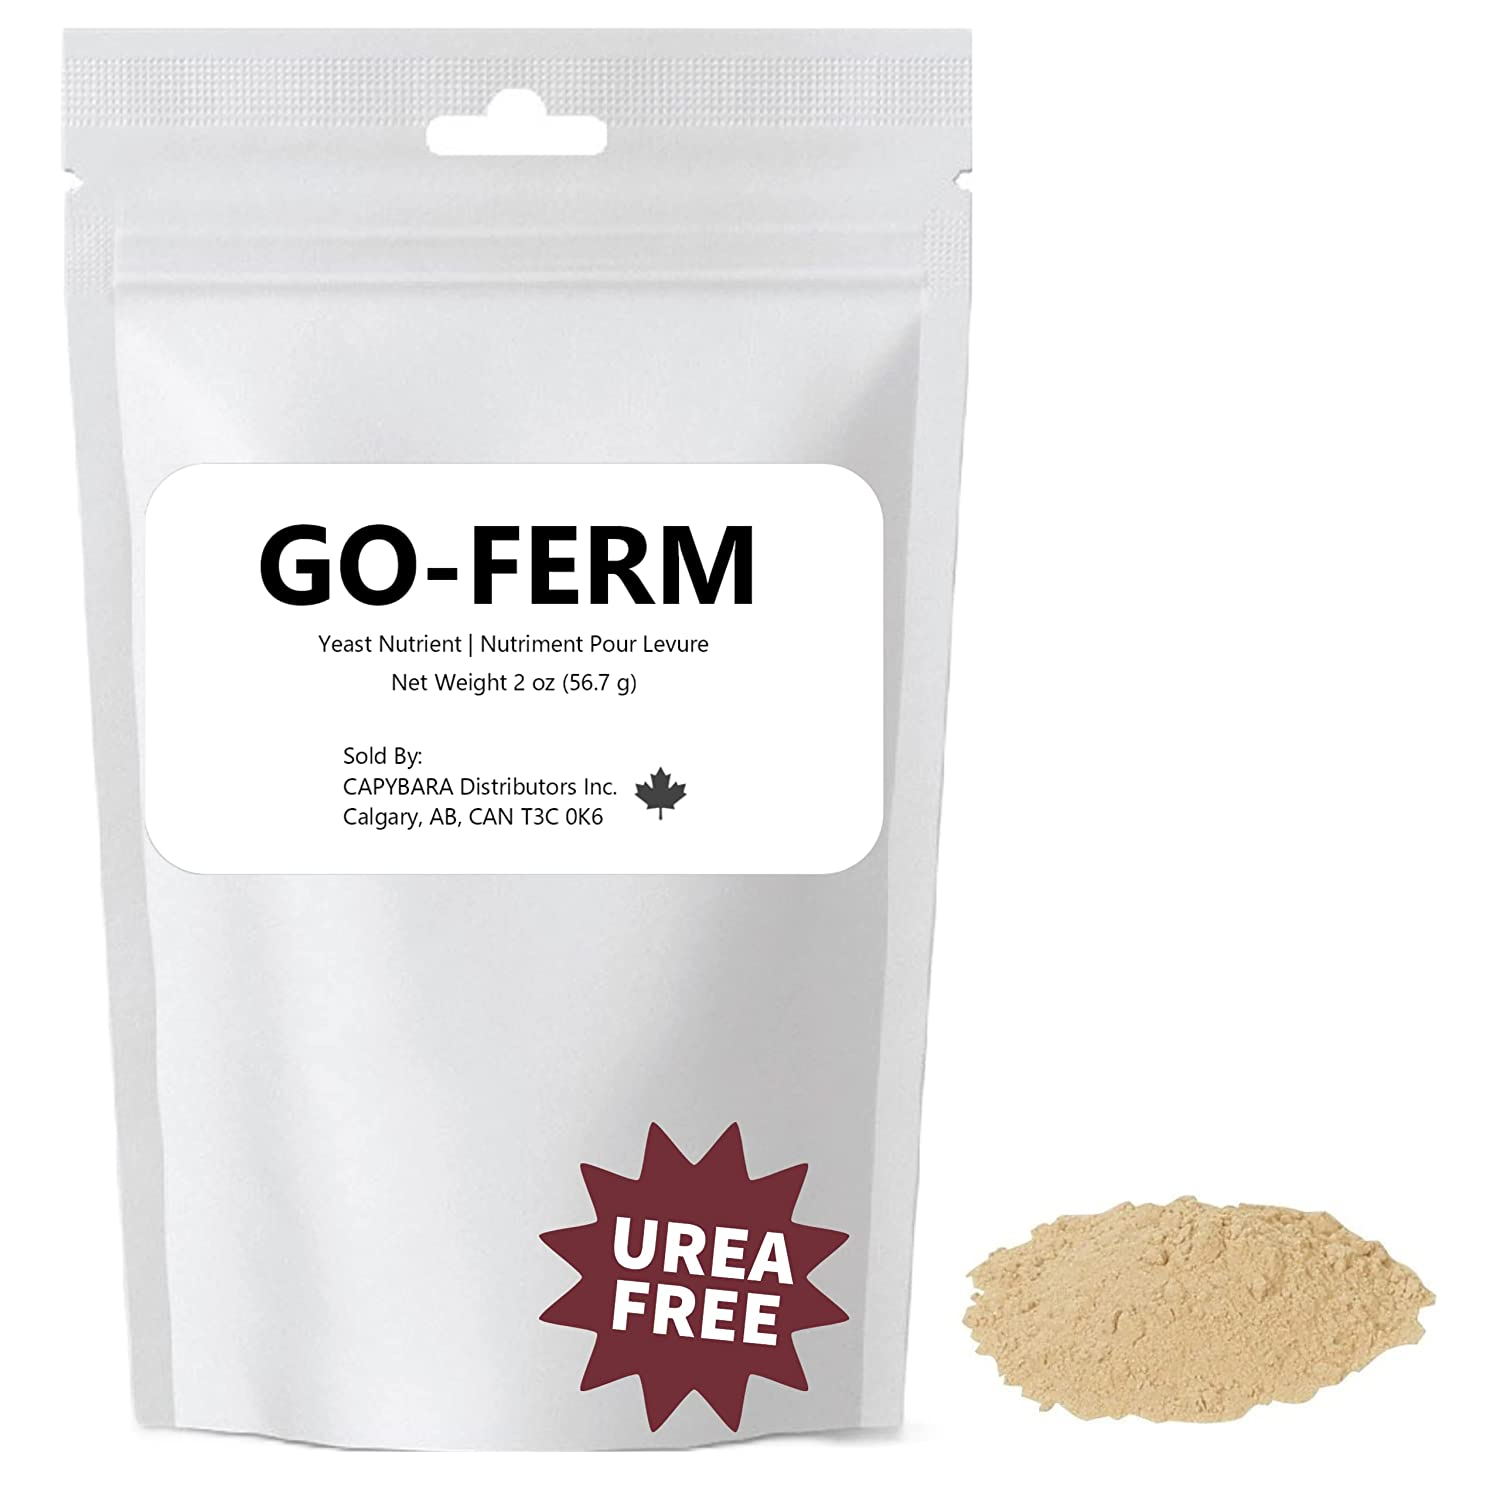 GO-FERM
Yeast Nutrient | Nutriment Pour Levure
Net Weight 2 oz (56.7 g)
Sold By:
CAPYBARA Distributors Inc.
Calgary, AB, CAN T3C 0K6
UREA
FREE